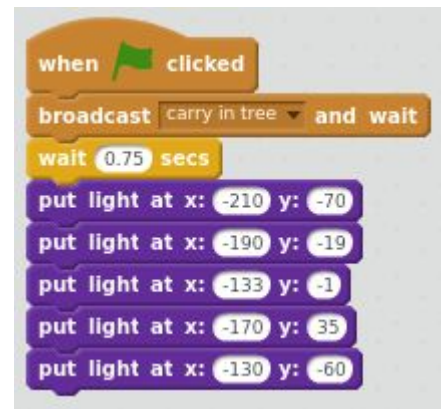 when clicked
broadcast carry in tree and wait
wait 0.75 secs
put light at x: -210 y: -70
put light at x: -190 y: -19
put light at x: -133 y: -1
put light at x: -170 y: 35
put light at x: -130 y: -60